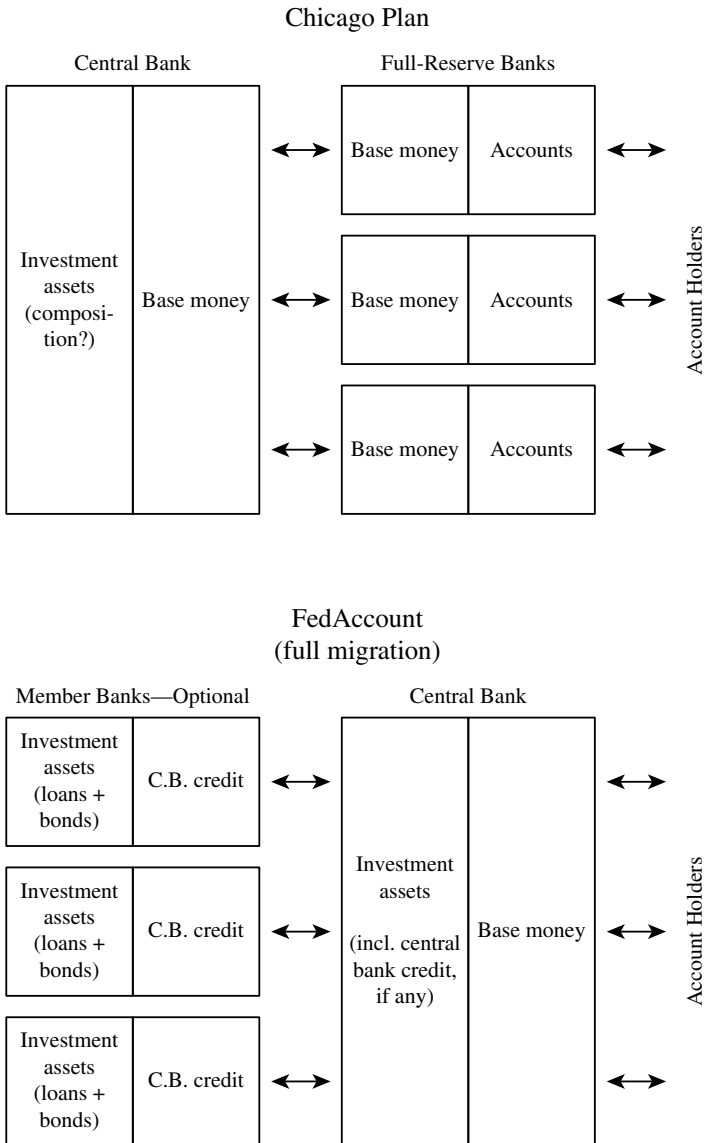 Chicago Plan
Central Bank
Full-Reserve Banks
Investment
assets
(composi-
tion?)
Base money
Base money
Accounts
Base money
Accounts
Base money
Accounts
Account Holders
FedAccount
(full migration)
Member Banks—Optional
Central Bank
Investment
assets
(loans +
bonds)
C.B. credit
Investment
assets
(loans +
bonds)
C.B. credit
Investment
assets
(loans +
bonds)
C.B. credit
Investment
assets
(incl. central
bank credit,
if any)
Base money
Account Holders